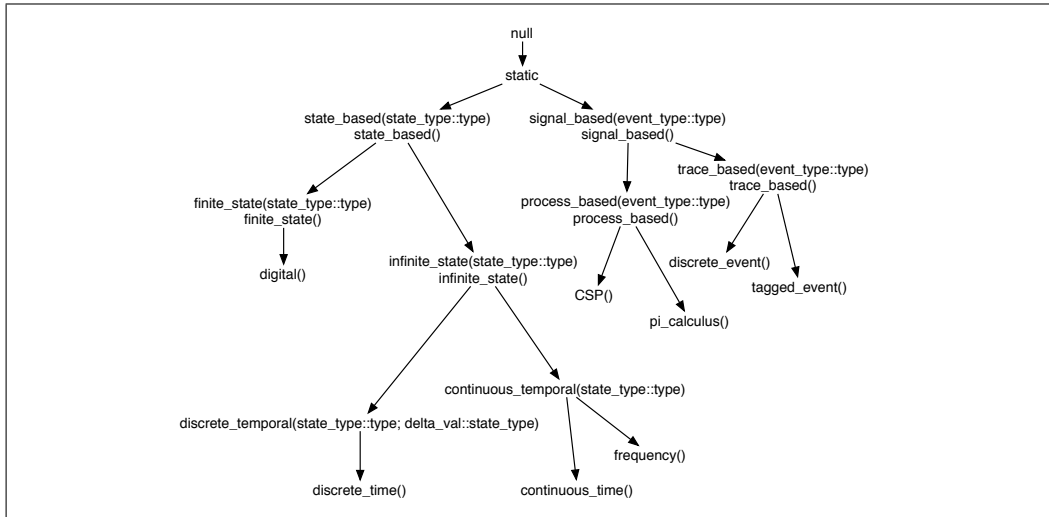 null
static
state_based(state_type::type)
state_based()
signal_based(event_type::type)
signal_based()
trace_based(event_type::type)
trace_based()
finite_state(state_type::type)
finite_state()
process_based(event_type::type)
process_based()
digital()
infinite_state(state_type::type)
infinite_state()
discrete_event()
CSP()
tagged_event()
pi_calculus()
continuous_temporal(state_type::type)
discrete_temporal(state_type::type; delta_val::state_type)
frequency()
discrete_time()
continuous_time()